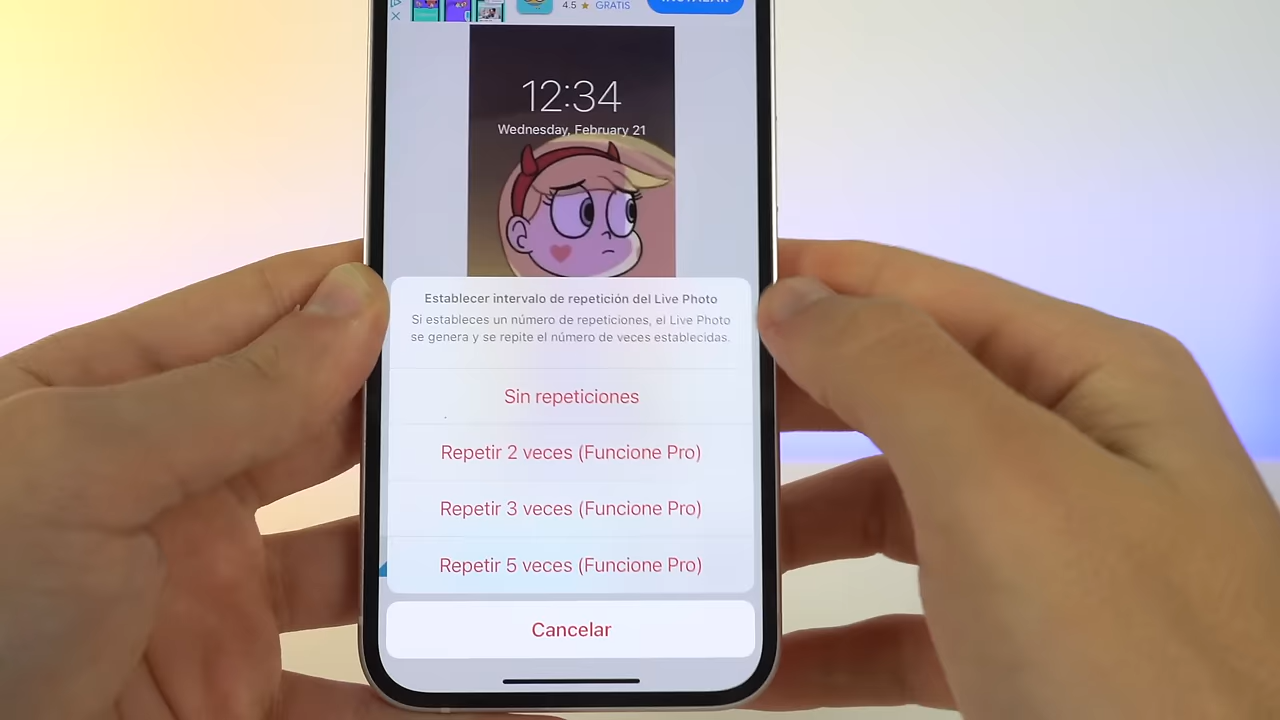 4.5 ★ GRATIS
INSTALAR
12:34
Wednesday, February 21
Establecer intervalo de repetición del Live Photo
Si estableces un número de repeticiones, el Live Photo
se genera y se repite el número de veces establecidas.
Sin repeticiones
Repetir 2 veces (Funcione Pro)
Repetir 3 veces (Funcione Pro)
Repetir 5 veces (Funcione Pro)
Cancelar